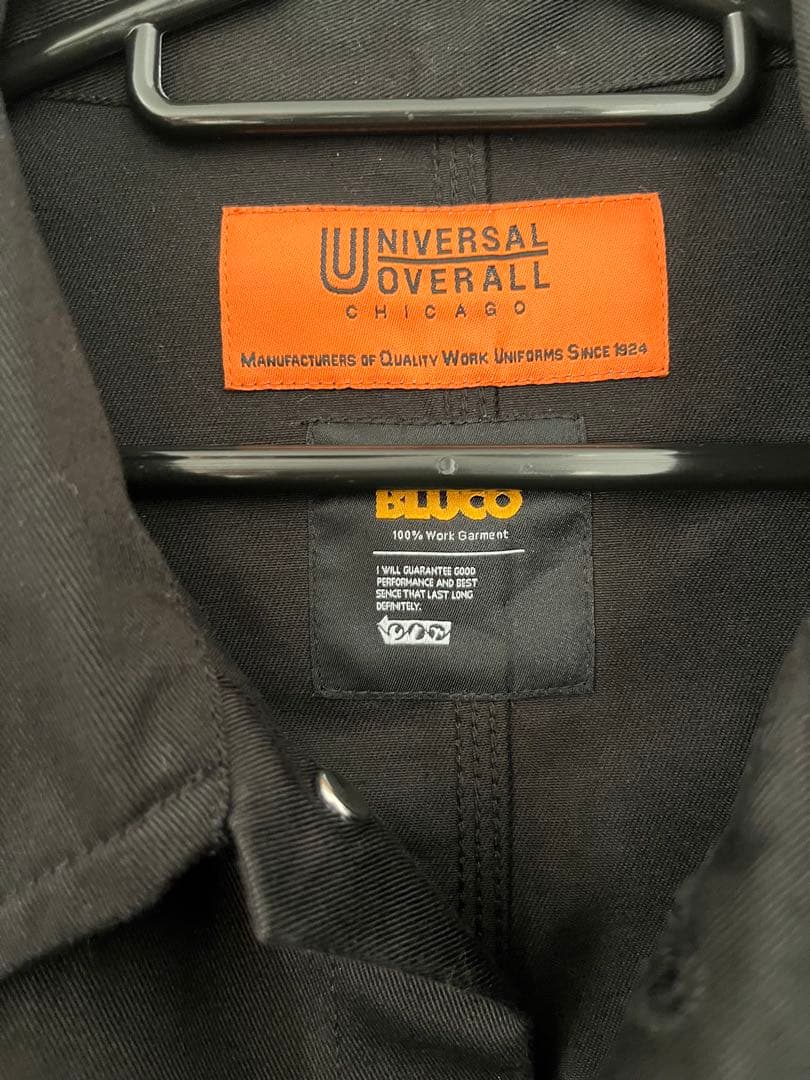 UNIVERSAL
OVERALL
CHICAGO
MANUFACTURERS OF QUALITY WORK UNIFORMS SINCE 1924
BLUCO
100% Work Garment
I WILL GUARANTEE GOOD
PERFORMANCE AND BEST
SENCE THAT LAST LONG
DEFINITELY.